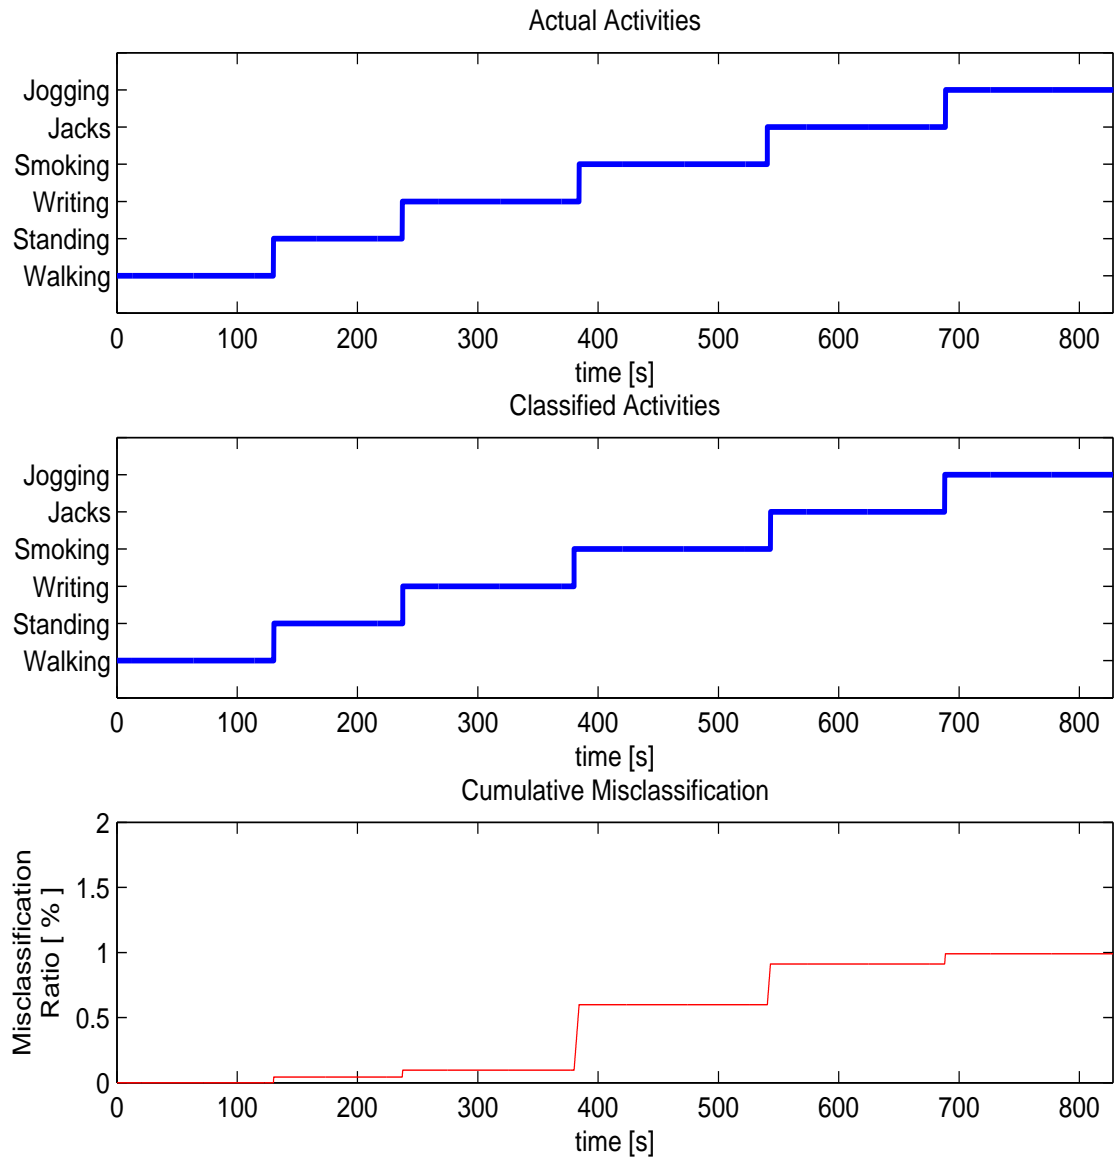 Actual Activities
Jogging
Jacks
Smoking
Writing
Standing
Walking
0 100 200 300 400 500 600 700 800
time [s]
Classified Activities
Jogging
Jacks
Smoking
Writing
Standing
Walking
0 100 200 300 400 500 600 700 800
time [s]
Cumulative Misclassification
Misclassification
Ratio [ % ]
2
1.5
1
0.5
0
0 100 200 300 400 500 600 700 800
time [s]